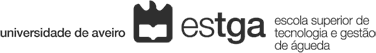 universidade de aveiro
estga
escola superior de
tecnologia e gestão
de águeda